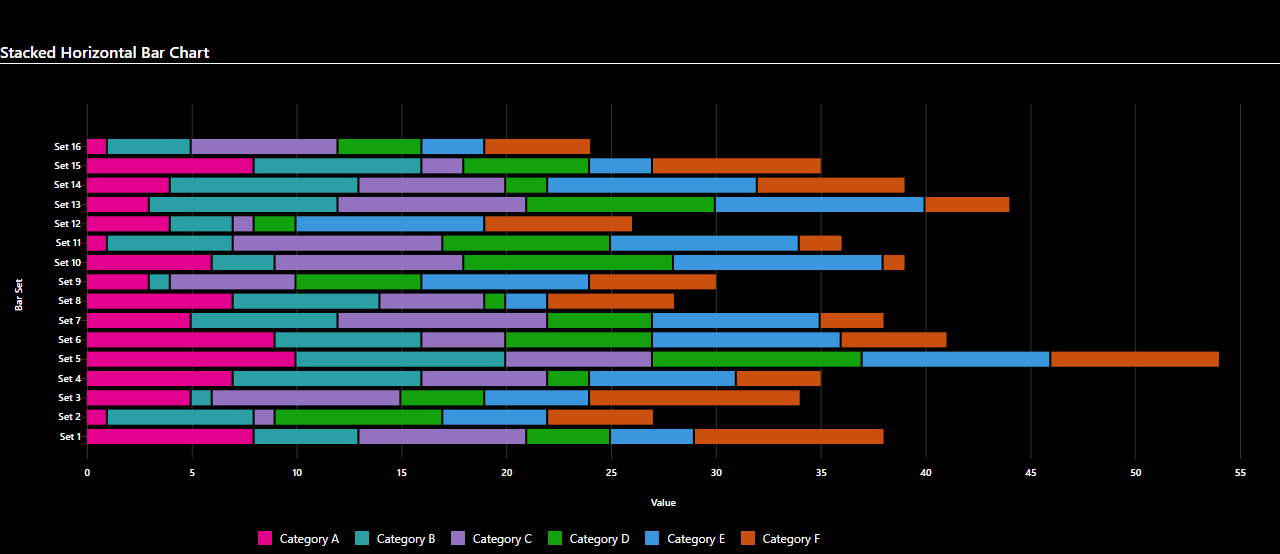 Stacked Horizontal Bar Chart
Set 16
Set 15
Set 14
Set 13
Set 12
Set 11
Set 10
Set 9
Set 8
Set 7
Set 6
Set 5
Set 4
Set 3
Set 2
Set 1
Bar Set
0 5 10 15 20 25 30 35 40 45 50 55
Value
Category A Category B Category C Category D Category E Category F